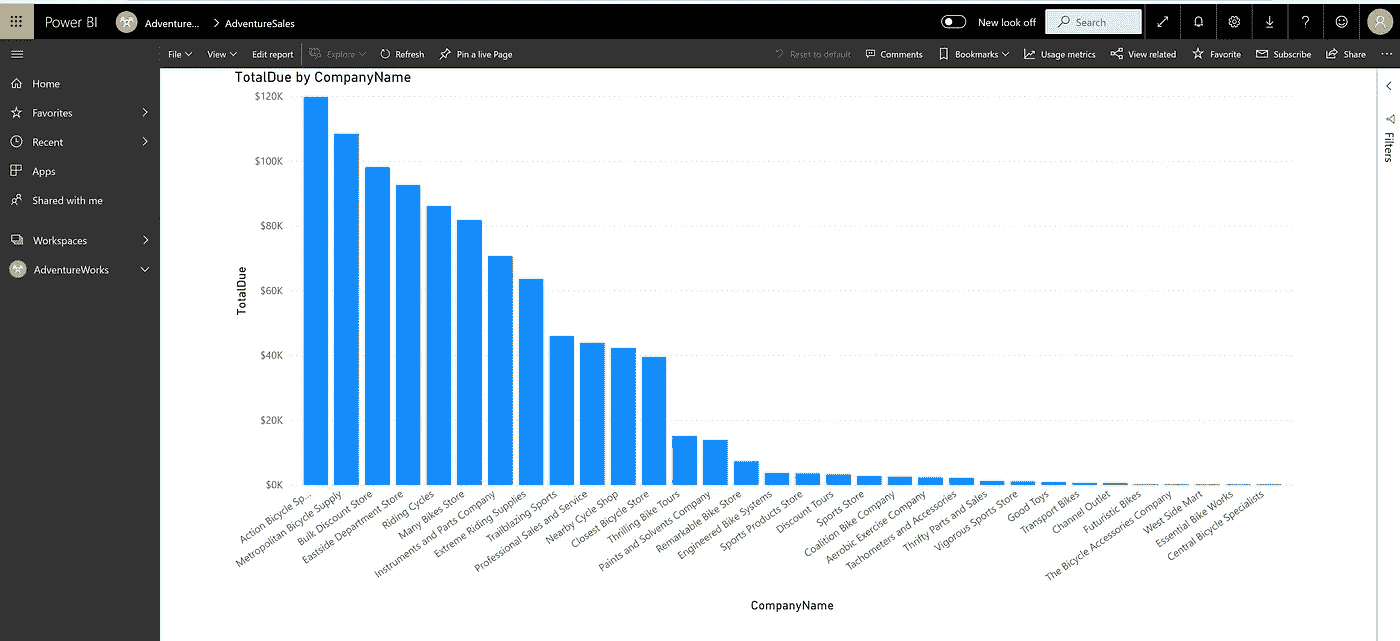 Power BI Adventure... > AdventureSales New look off Search
File View Edit report Explore Refresh Pin a live Page Reset to default Comments Bookmarks Usage metrics View related Favorite Subscribe Share ...
Home
Favorites
Recent
Apps
Shared with me
Workspaces
AdventureWorks
TotalDue by CompanyName
$120K
$100K
$80K
$60K
$40K
$20K
$0K
TotalDue
Action Bicycle Sp...
Metropolitan Bicycle Supply
Bulk Discount Store
Eastside Department Store
Riding Cycles
Many Bikes Store
Instruments and Parts Company
Extreme Riding Supplies
Trailblazing Sports
Professional Sales and Service
Nearby Cycle Shop
Closest Bicycle Store
Thrilling Bike Tours
Paints and Solvents Company
Remarkable Bike Store
Engineered Bike Systems
Sports Products Store
Discount Tours
Sports Store
Coalition Bike Company
Aerobic Exercise Company
Tachometers and Accessories
Thrifty Parts and Sales
Vigorous Sports Store
Good Toys
Transport Bikes
Channel Outlet
Futuristic Bikes
The Bicycle Accessories Company
West Side Mart
Essential Bike Works
Central Bicycle Specialists
CompanyName
Filters